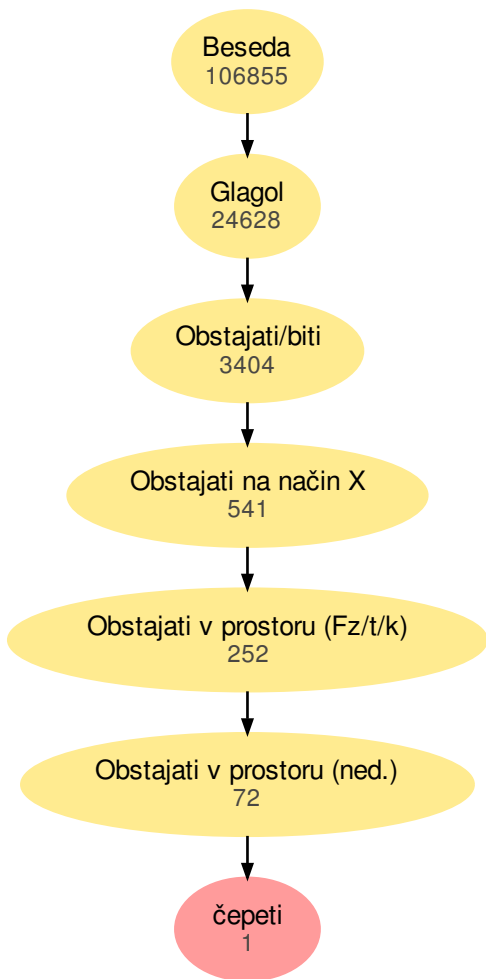 Beseda
106855
Glagol
24628
Obstajati/biti
3404
Obstajati na način X
541
Obstajati v prostoru (Fz/t/k)
252
Obstajati v prostoru (ned.)
72
čepeti
1